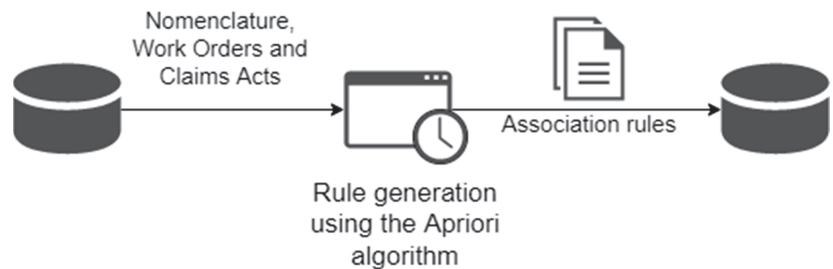 Nomenclature,
Work Orders and
Claims Acts
Association rules
Rule generation
using the Apriori
algorithm